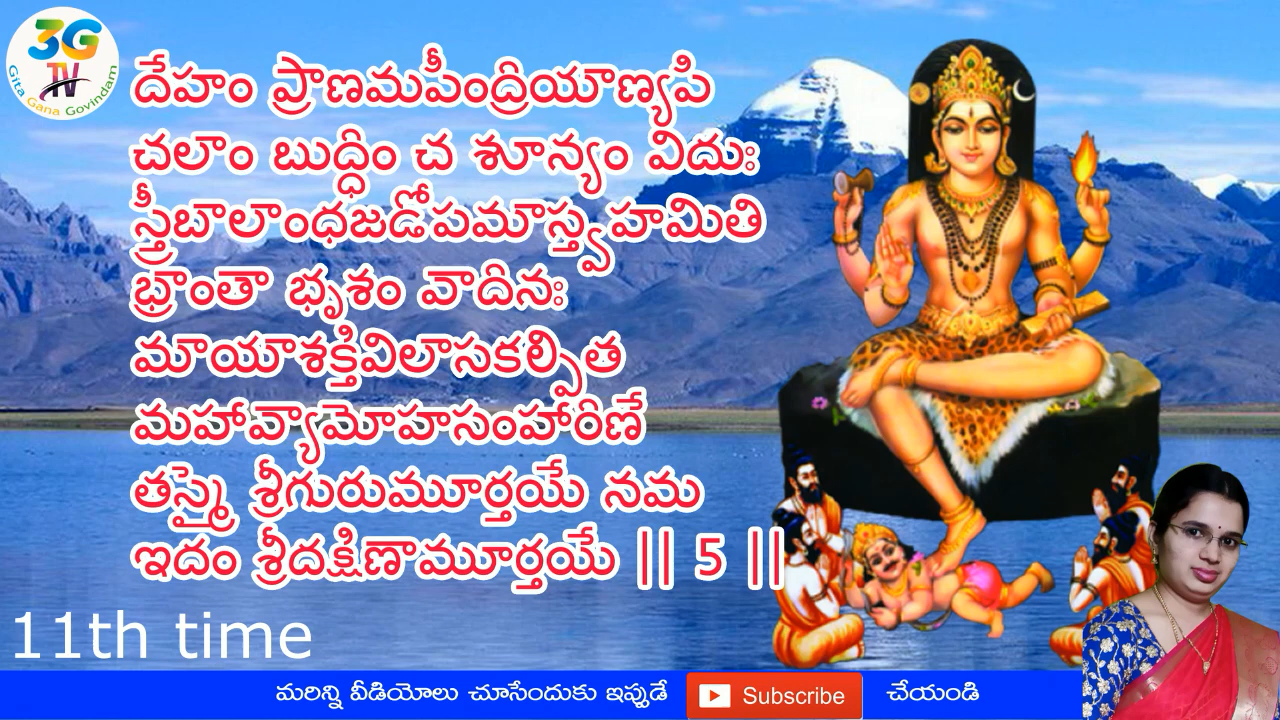 3G
TV
Gita Gana Govindam
దేహం ప్రాణమపీంద్రియాణ్యపి
చలాం బుద్ధిం చ శూన్యం విదుః
స్త్రీబాలాంధజడోపమాస్త్వహమితి
భ్రాంతా భృశం వాదినః
మాయాశక్తివిలాసకల్పిత
మహావ్యామోహసంహారిణే
తస్మై శ్రీగురుమూర్తయే నమ
ఇదం శ్రీదక్షిణామూర్తయే || 5 ||
11th time
మరిన్ని వీడియోలు చూసేందుకు ఇప్పుడే Subscribe చేయండి